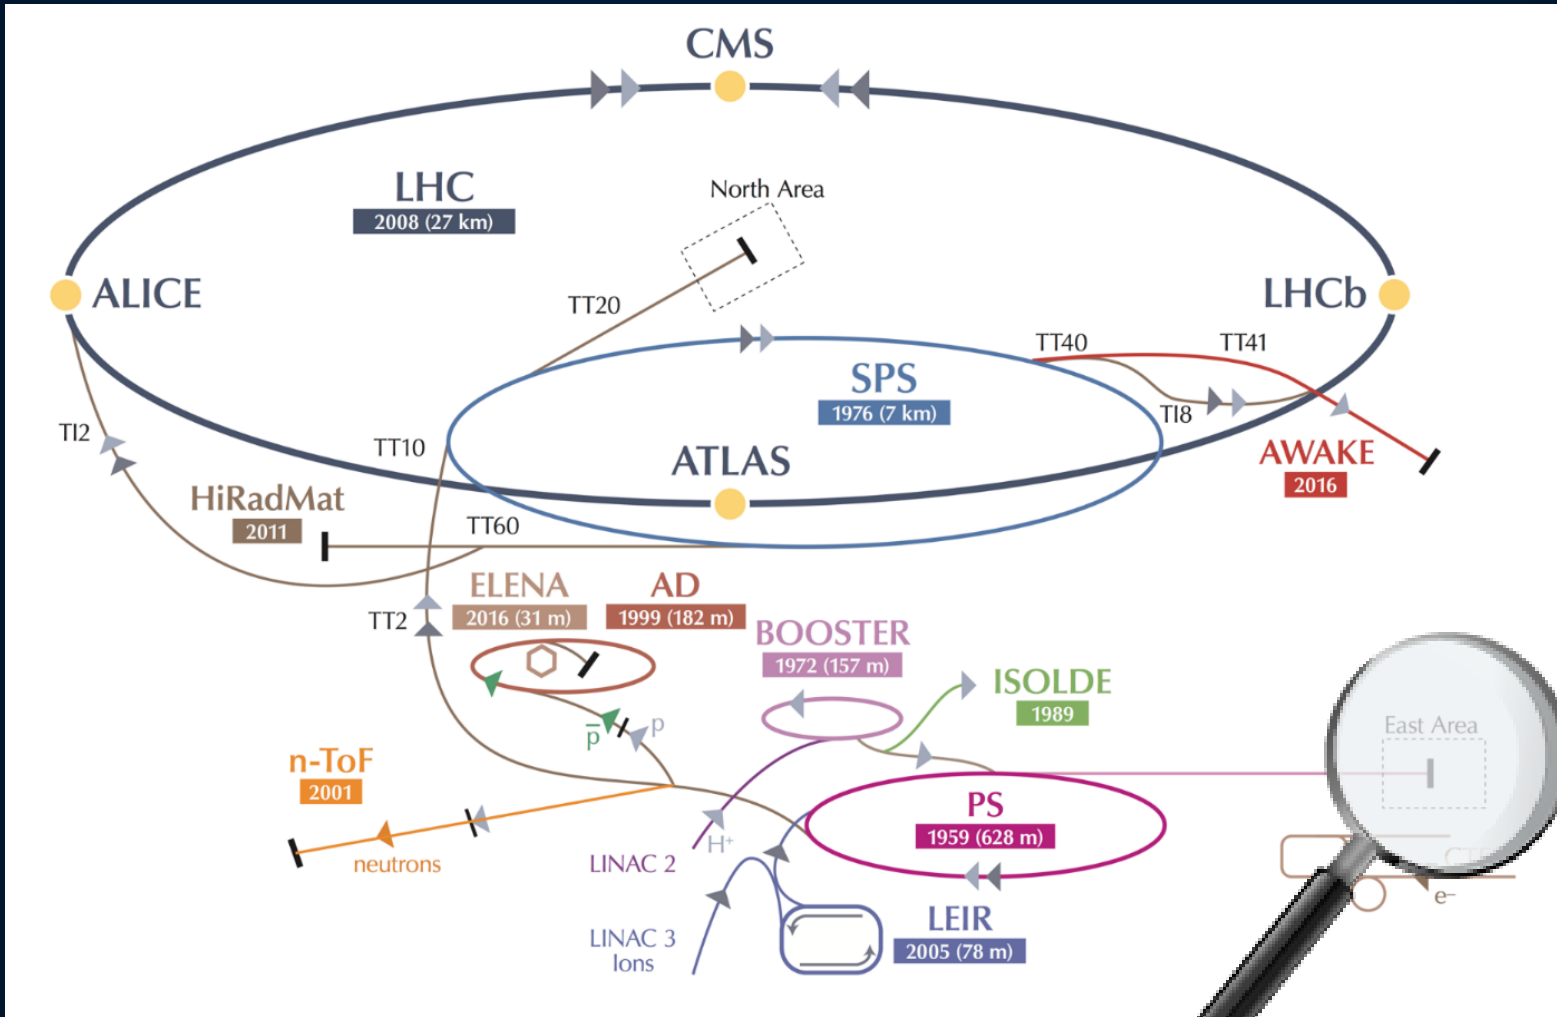 CMS
LHC
2008 (27 km)
North Area
ALICE
LHCb
TT20
TT40
TT41
SPS
1976 (7 km)
TI8
TI2
TT10
ATLAS
AWAKE
2016
HiRadMat
2011
TT60
ELENA
2016 (31 m)
AD
1999 (182 m)
TT2
BOOSTER
1972 (157 m)
ISOLDE
1989
p
p̅
East Area
n-ToF
2001
neutrons
PS
1959 (628 m)
H⁺
LINAC 2
LEIR
2005 (78 m)
LINAC 3
Ions
e⁻